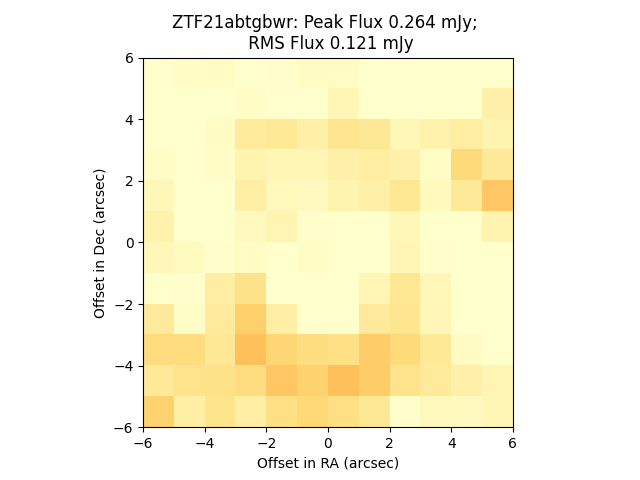 ZTF21abtgbwr: Peak Flux 0.264 mJy;
RMS Flux 0.121 mJy
6
4
2
0
−2
−4
−6
Offset in Dec (arcsec)
−6 −4 −2 0 2 4 6
Offset in RA (arcsec)